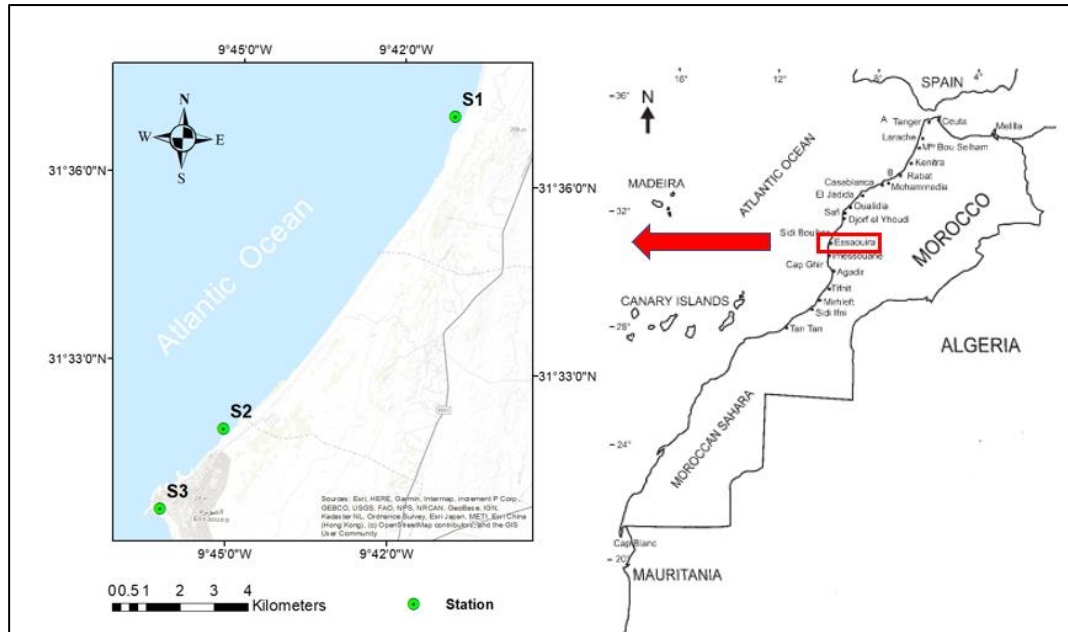 9°45'0"W
9°42'0"W
S1
N
W
E
S
31°36'0"N
31°36'0"N
Atlantic Ocean
31°33'0"N
31°33'0"N
S2
S3
Essaouira
Sources: Esri, HERE, Garmin, Intermap, increment P Corp.,
GEBCO, USGS, FAO, NPS, NRCAN, GeoBase, IGN,
Kadaster NL, Ordnance Survey, Esri Japan, METI, Esri China
(Hong Kong), (c) OpenStreetMap contributors, and the GIS
User Community
9°45'0"W
9°42'0"W
0 0.5 1 2 3 4
Kilometers
Station
16°
12°
8°
4°
36°
SPAIN
N
A
Tanger
Ceuta
Larache
Melilla
Mey Bou Selham
Kenitra
B
Rabat
Casablanca
Mohammedia
MADEIRA
ATLANTIC OCEAN
El Jadida
32°
Oualidia
Safi
Djorf el Yhoudi
Essaouira
Imessouane
Cap Ghir
Agadir
Tifnit
Mirhleft
Sidi Ifni
Tan Tan
CANARY ISLANDS
28°
MOROCCO
ALGERIA
24°
MOROCCAN SAHARA
Cap Blanc
20°
MAURITANIA